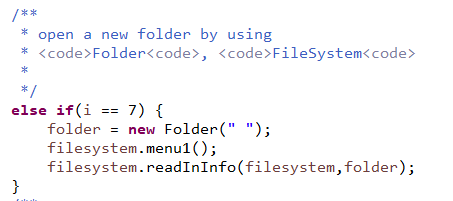 /**
* open a new folder by using
* <code>Folder<code>, <code>FileSystem<code>
*
*/
else if(i == 7) {
folder = new Folder(" ");
filesystem.menu1();
filesystem.readInInfo(filesystem,folder);
}
/**